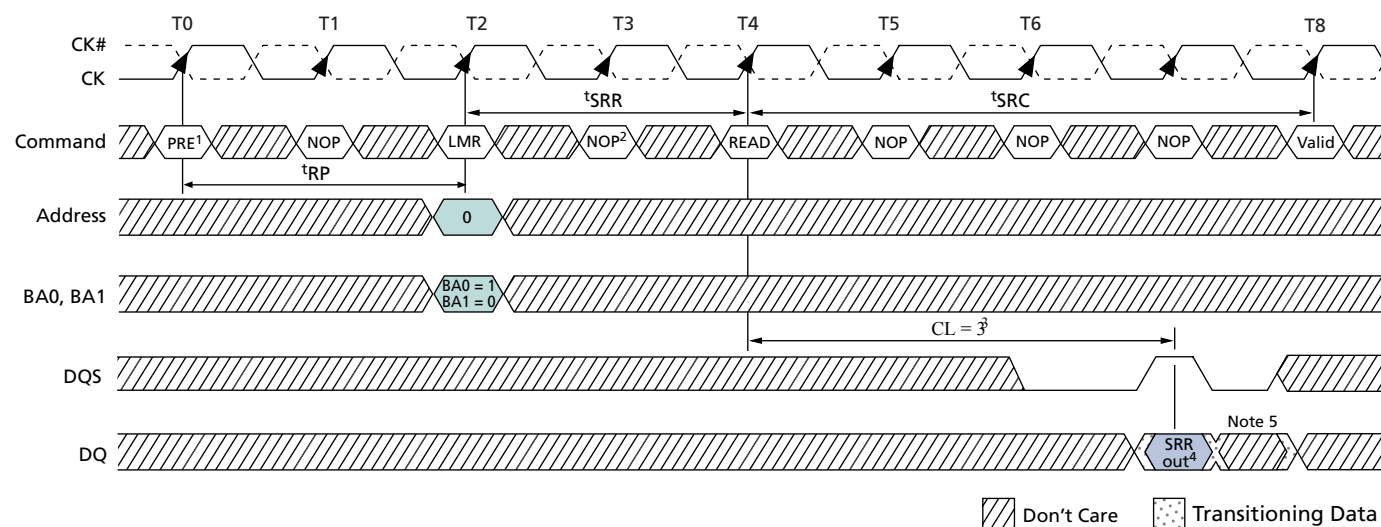 T0 T1 T2 T3 T4 T5 T6 T8
CK#
CK
tSRR tSRC
Command PRE1 NOP LMR NOP2 READ NOP NOP NOP Valid
tRP
Address 0
BA0, BA1 BA0 = 1
BA1 = 0
CL = 33
DQS
Note 5
DQ SRR
out4
Don't Care Transitioning Data